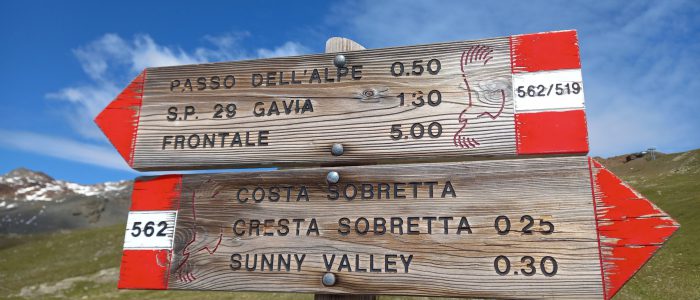 PASSO DELL'ALPE 0.50
S.P. 29 GAVIA 1.30
FRONTALE 5.00
562/519
562
COSTA SOBRETTA
CRESTA SOBRETTA 0.25
SUNNY VALLEY 0.30